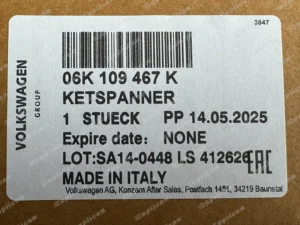 3847
VOLKSWAGEN
GROUP
06K 109 467 K
KETSPANNER
1 STUECK PP 14.05.2025
Expire date: NONE
LOT:SA14-0448 LS 412626
EAC
MADE IN ITALY
Volkswagen AG, Konzern After Sales, Postfach 1451, 34219 Baunatal